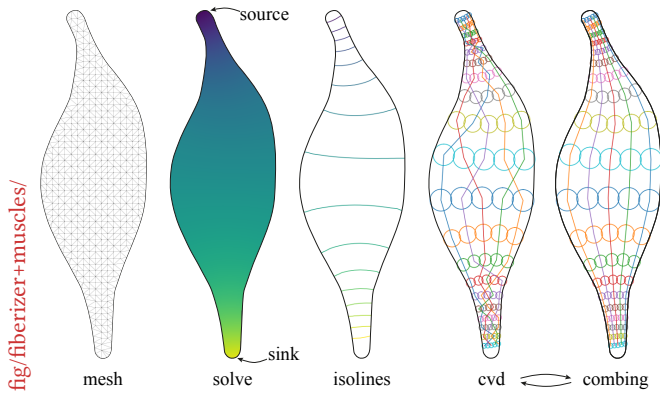 source
fig/fiberizer+muscles/
sink
mesh
solve
isolines
cvd
combing